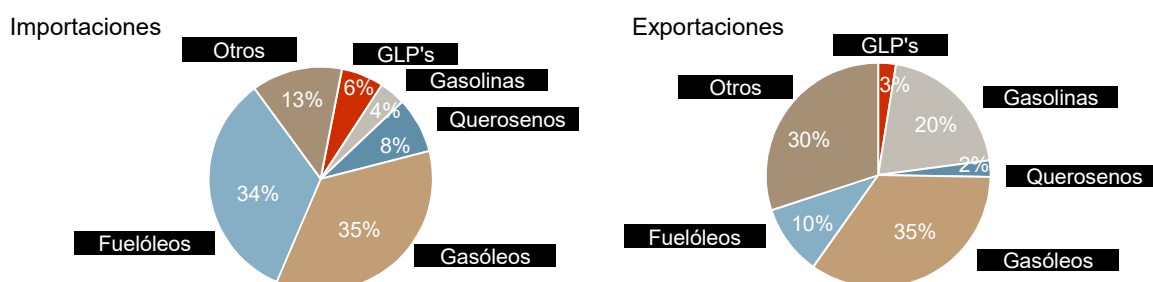 Importaciones
Otros
GLP's
Gasolinas
Querosenos
Gasóleos
Fuelóleos
13%
6%
4%
8%
35%
34%
Exportaciones
GLP's
Gasolinas
Querosenos
Gasóleos
Fuelóleos
Otros
3%
20%
2%
35%
10%
30%